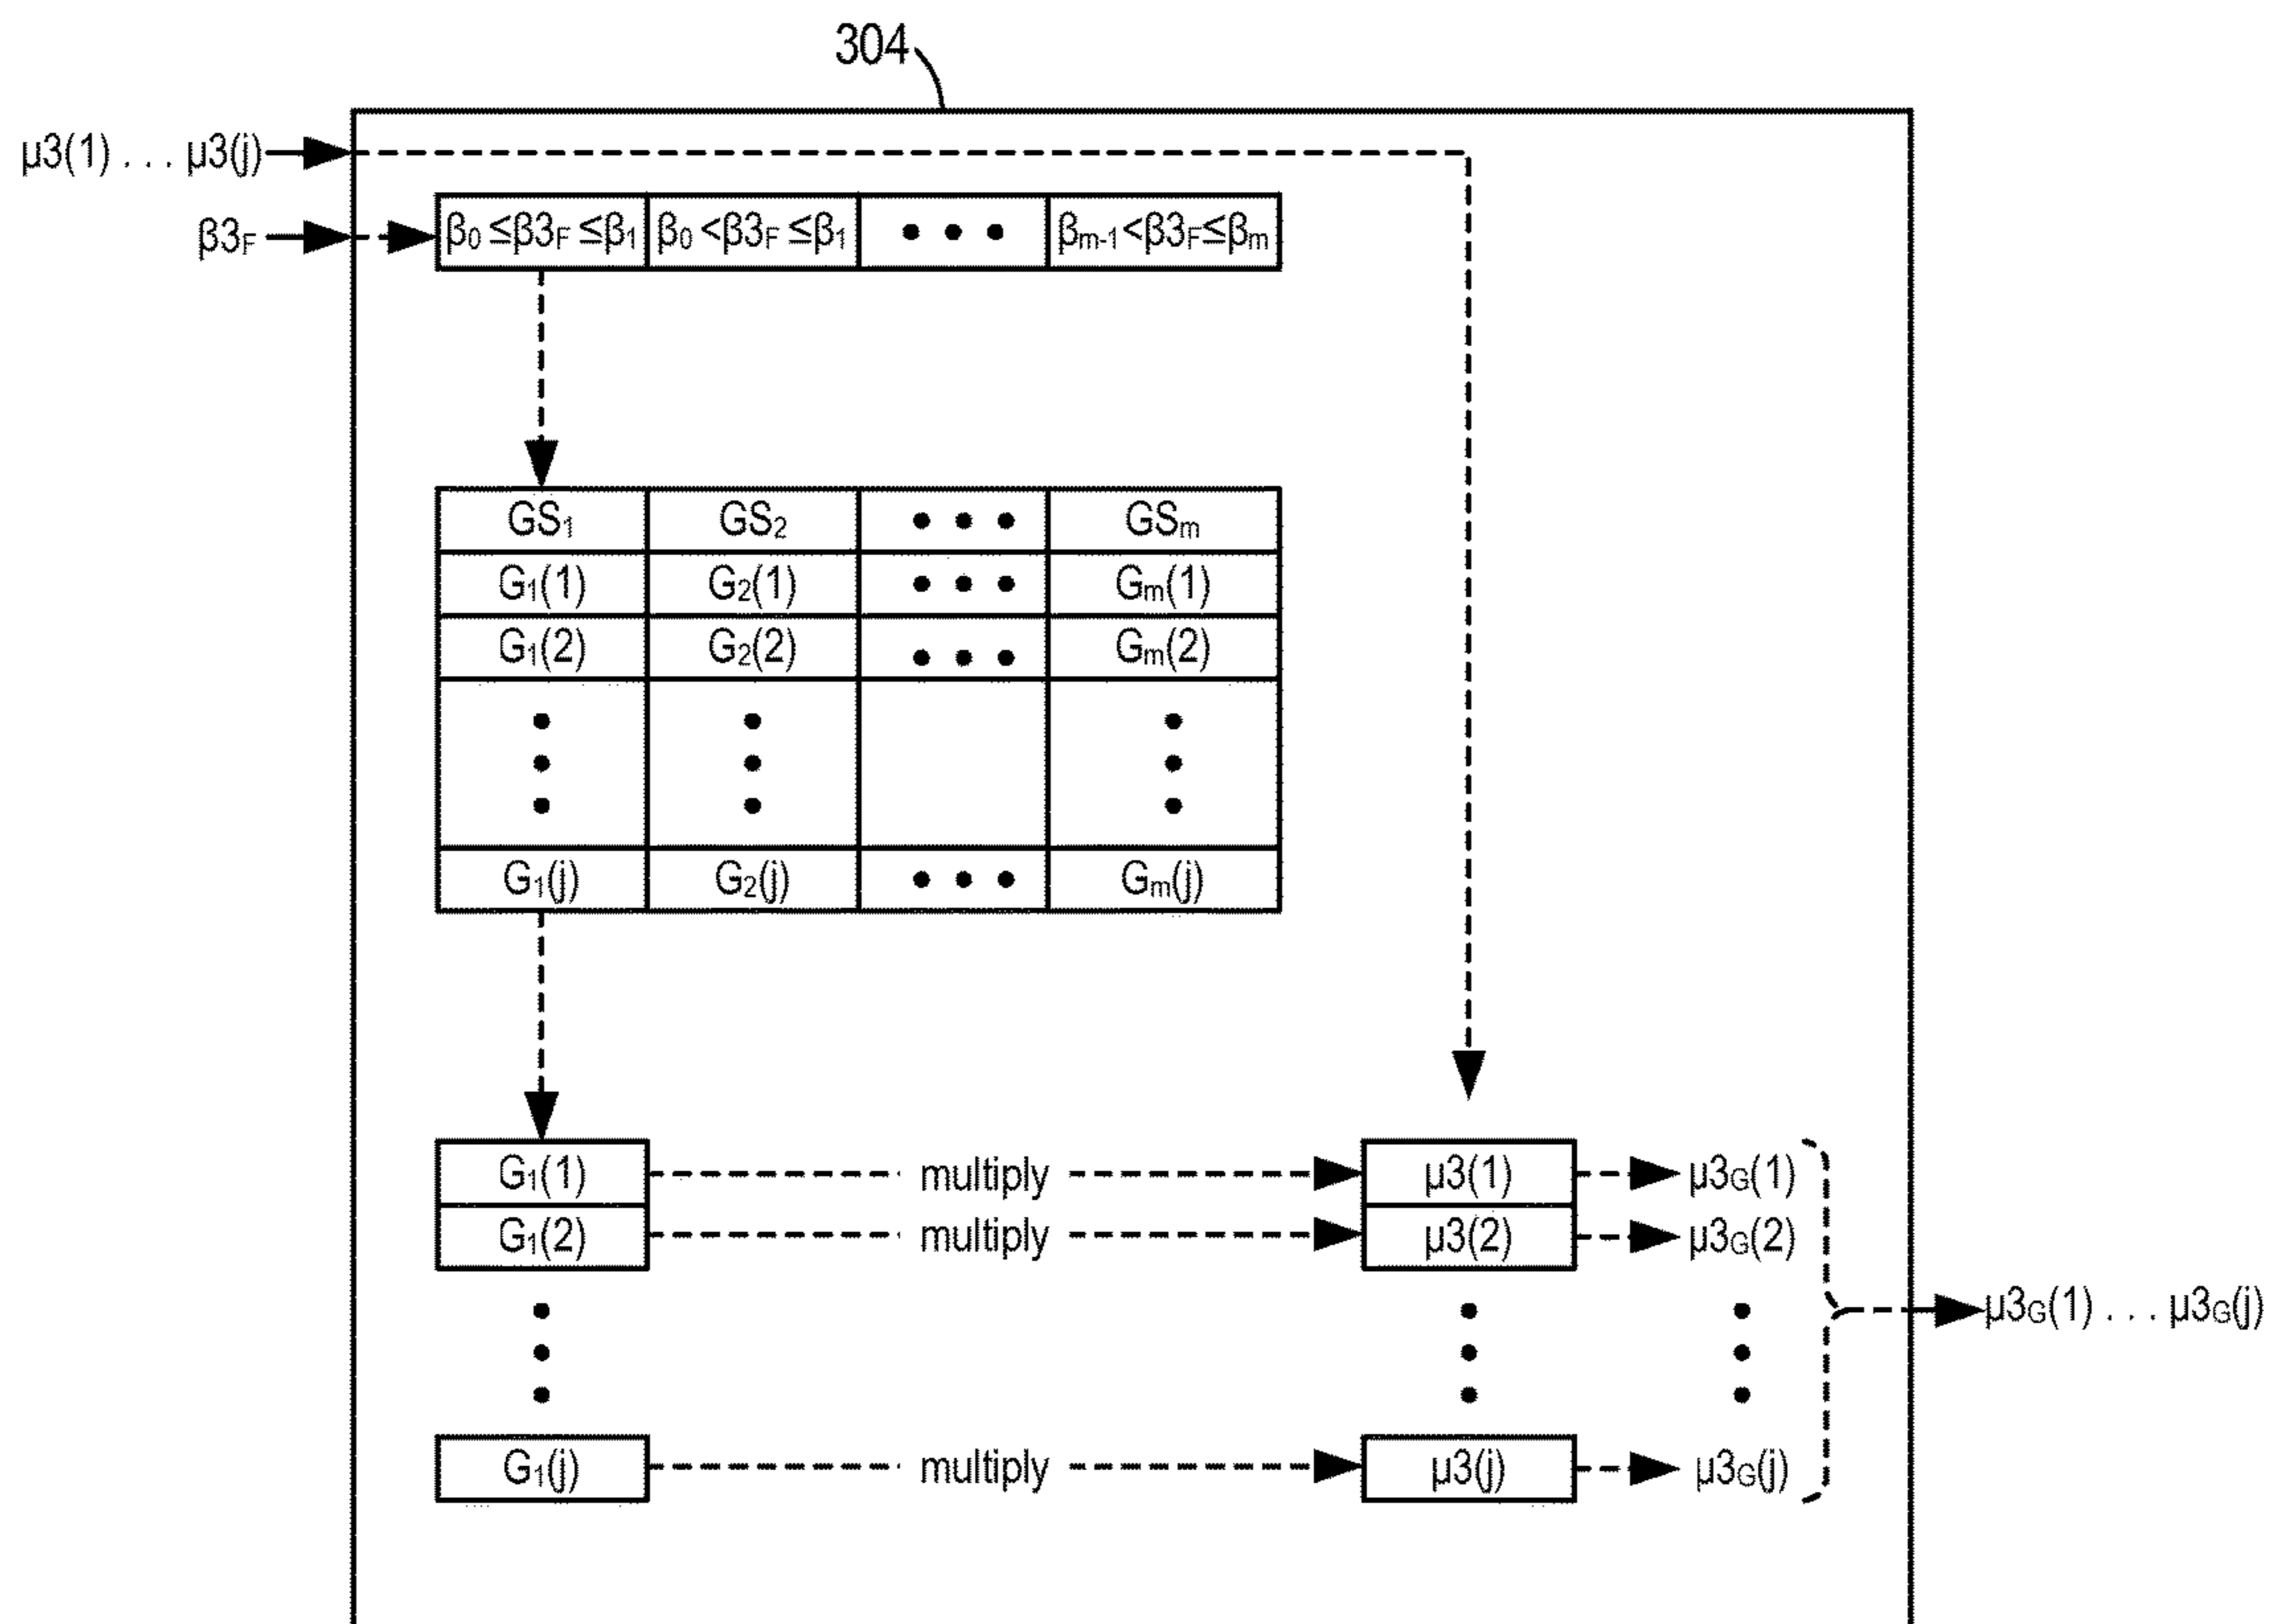 304
µ3(1) . . . µ3(j)
β3F β0 ≤β3F ≤β1 β0 <β3F ≤β1 • • • βm-1<β3F≤βm
GS1 GS2 • • • GSm
G1(1) G2(1) • • • Gm(1)
G1(2) G2(2) • • • Gm(2)
G1(j) G2(j) • • • Gm(j)
G1(1) multiply µ3(1) µ3G(1)
G1(2) multiply µ3(2) µ3G(2)
µ3G(1) . . . µ3G(j)
G1(j) multiply µ3(j) µ3G(j)